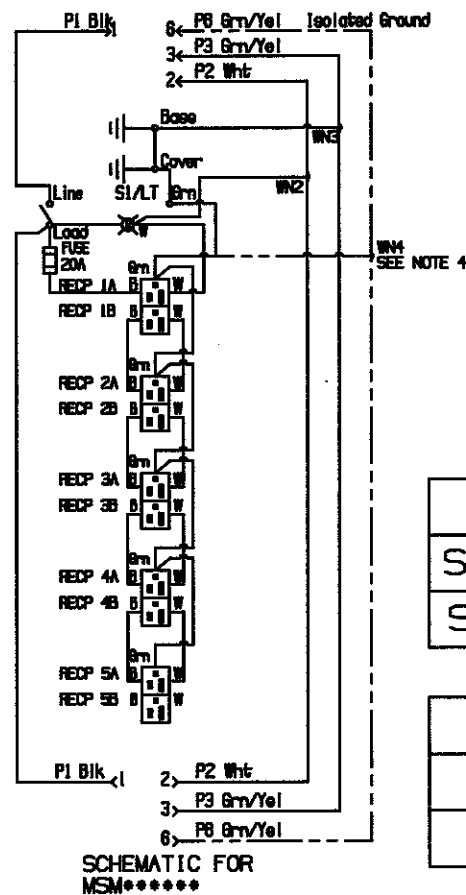 P1 Blk 1
6 P6 Grn/Yel Isolated Ground
3 P3 Grn/Yel
2 P2 Wht
Base
WN3
Cover
WN2
Line S1/LT Grn
W
Load
FUSE
20A
WN4
SEE NOTE 4
Grn
RECP 1A B W
RECP 1B B
Grn
RECP 2A B W
RECP 2B B
Grn
RECP 3A B W
RECP 3B B
Grn
RECP 4A B W
RECP 4B B W
Grn
RECP 5A B W
RECP 5B B W
P1 Blk 1
2 P2 Wht
3 P3 Grn/Yel
6 P6 Grn/Yel
SCHEMATIC FOR
MSM******